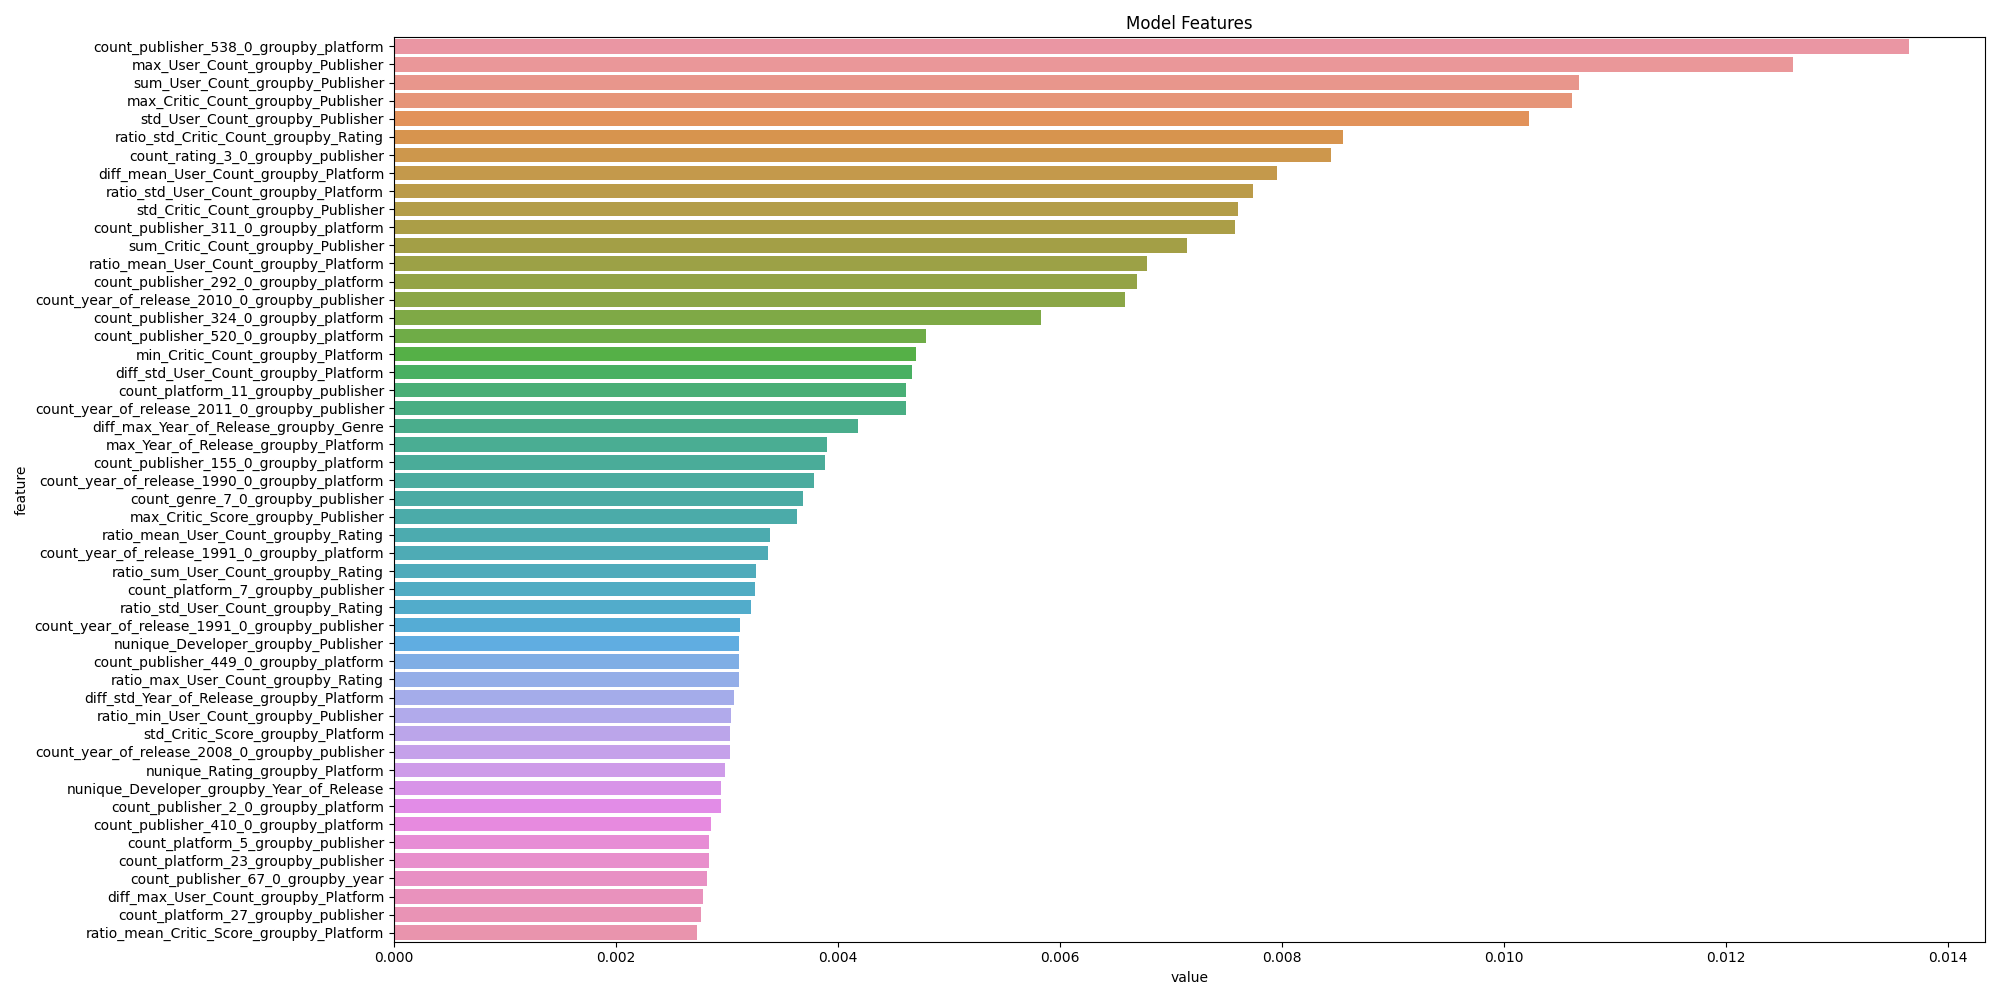 Model Features
count_publisher_538_0_groupby_platform
max_User_Count_groupby_Publisher
sum_User_Count_groupby_Publisher
max_Critic_Count_groupby_Publisher
std_User_Count_groupby_Publisher
ratio_std_Critic_Count_groupby_Rating
count_rating_3_0_groupby_publisher
diff_mean_User_Count_groupby_Platform
ratio_std_User_Count_groupby_Platform
std_Critic_Count_groupby_Publisher
count_publisher_311_0_groupby_platform
sum_Critic_Count_groupby_Publisher
ratio_mean_User_Count_groupby_Platform
count_publisher_292_0_groupby_platform
count_year_of_release_2010_0_groupby_publisher
count_publisher_324_0_groupby_platform
count_publisher_520_0_groupby_platform
min_Critic_Count_groupby_Platform
diff_std_User_Count_groupby_Platform
count_platform_11_groupby_publisher
count_year_of_release_2011_0_groupby_publisher
diff_max_Year_of_Release_groupby_Genre
max_Year_of_Release_groupby_Platform
count_publisher_155_0_groupby_platform
count_year_of_release_1990_0_groupby_platform
count_genre_7_0_groupby_publisher
max_Critic_Score_groupby_Publisher
ratio_mean_User_Count_groupby_Rating
count_year_of_release_1991_0_groupby_platform
ratio_sum_User_Count_groupby_Rating
count_platform_7_groupby_publisher
ratio_std_User_Count_groupby_Rating
count_year_of_release_1991_0_groupby_publisher
nunique_Developer_groupby_Publisher
count_publisher_449_0_groupby_platform
ratio_max_User_Count_groupby_Rating
diff_std_Year_of_Release_groupby_Platform
ratio_min_User_Count_groupby_Publisher
std_Critic_Score_groupby_Platform
count_year_of_release_2008_0_groupby_publisher
nunique_Rating_groupby_Platform
nunique_Developer_groupby_Year_of_Release
count_publisher_2_0_groupby_platform
count_publisher_410_0_groupby_platform
count_platform_5_groupby_publisher
count_platform_23_groupby_publisher
count_publisher_67_0_groupby_year
diff_max_User_Count_groupby_Platform
count_platform_27_groupby_publisher
ratio_mean_Critic_Score_groupby_Platform
feature
0.000 0.002 0.004 0.006 0.008 0.010 0.012 0.014
value